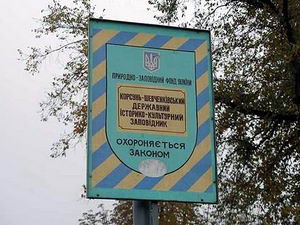 ПРИРОДНО-ЗАПОВІДНИЙ ФОНД УКРАЇНИ
КОРСУНЬ-ШЕВЧЕНКІВСЬКИЙ
ДЕРЖАВНИЙ
ІСТОРИКО-КУЛЬТУРНИЙ
ЗАПОВІДНИК
ОХОРОНЯЄТЬСЯ
ЗАКОНОМ